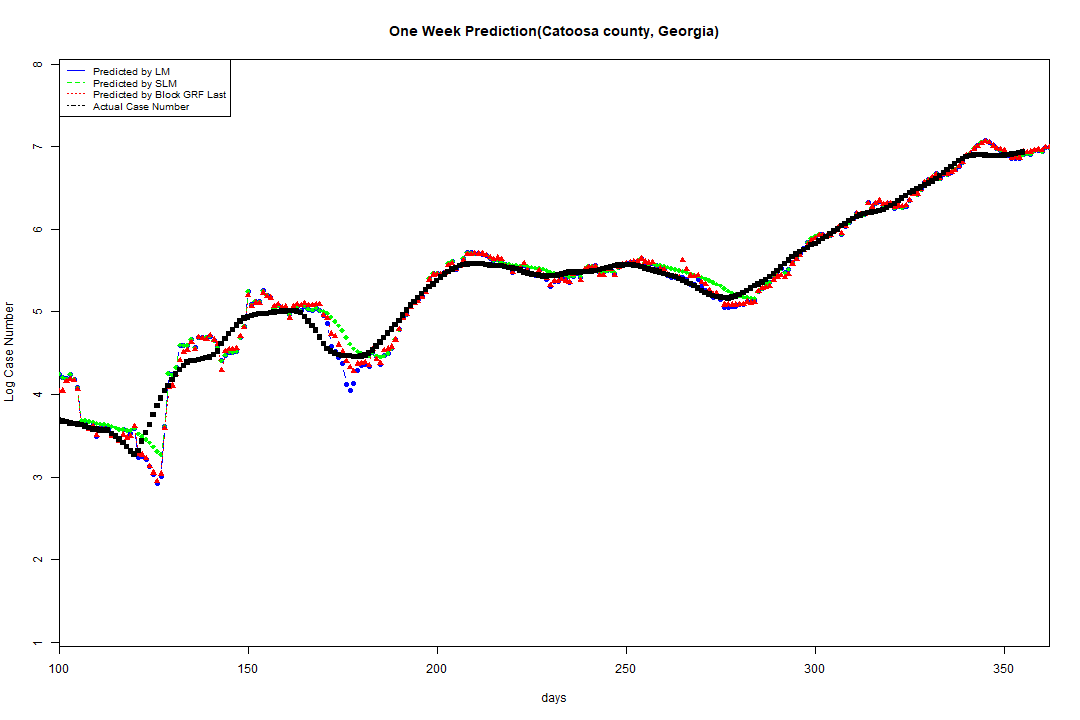 One Week Prediction(Catoosa county, Georgia)
Predicted by LM
Predicted by SLM
Predicted by Block GRF Last
Actual Case Number
Log Case Number
8
7
6
5
4
3
2
1
100 150 200 250 300 350
days